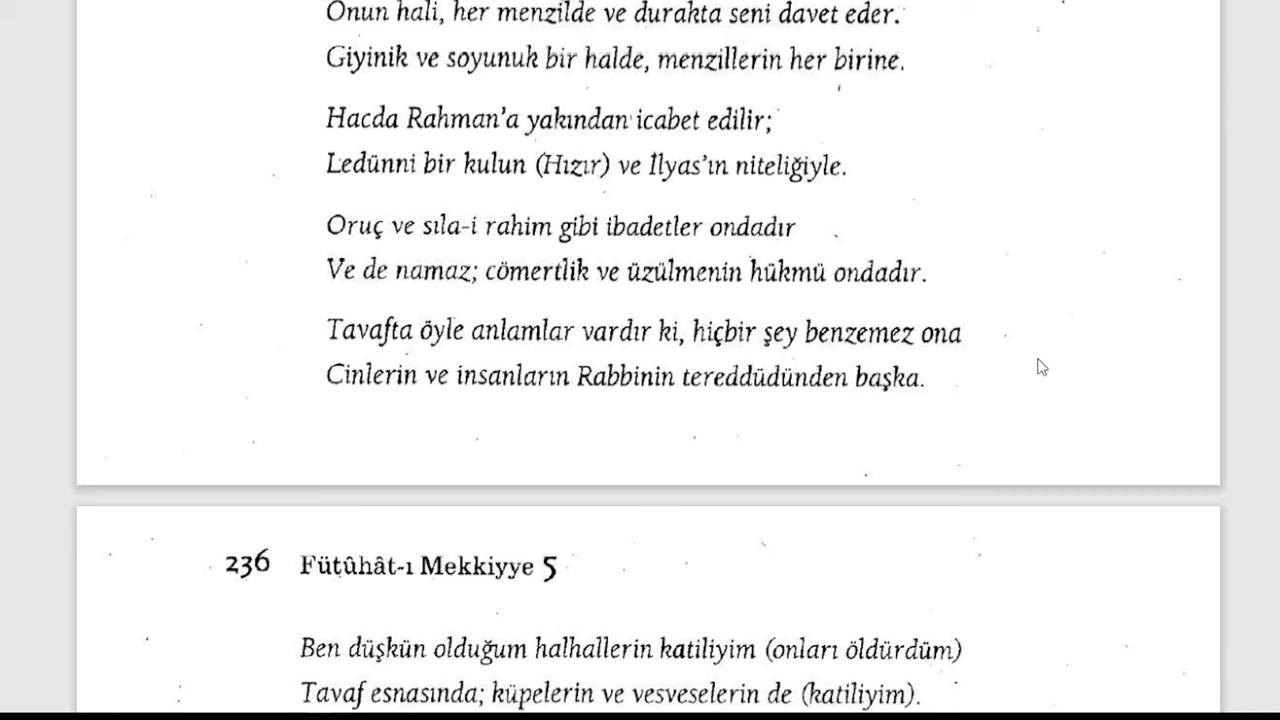 Onun hali, her menzilde ve durakta seni davet eder.
Giyinik ve soyunuk bir halde, menzillerin her birine.
Hacda Rahman'a yakından icabet edilir;
Ledünni bir kulun (Hızır) ve İlyas'ın niteliğiyle.
Oruç ve sıla-i rahim gibi ibadetler ondadır
Ve de namaz; cömertlik ve üzülmenin hükmü ondadır.
Tavafta öyle anlamlar vardır ki, hiçbir şey benzemez ona
Cinlerin ve insanların Rabbinin tereddüdünden başka.
236 Fütûhât-ı Mekkiyye 5
Ben düşkün olduğum halhallerin katiliyim (onları öldürdüm)
Tavaf esnasında; küpelerin ve vesveselerin de (katiliyim).